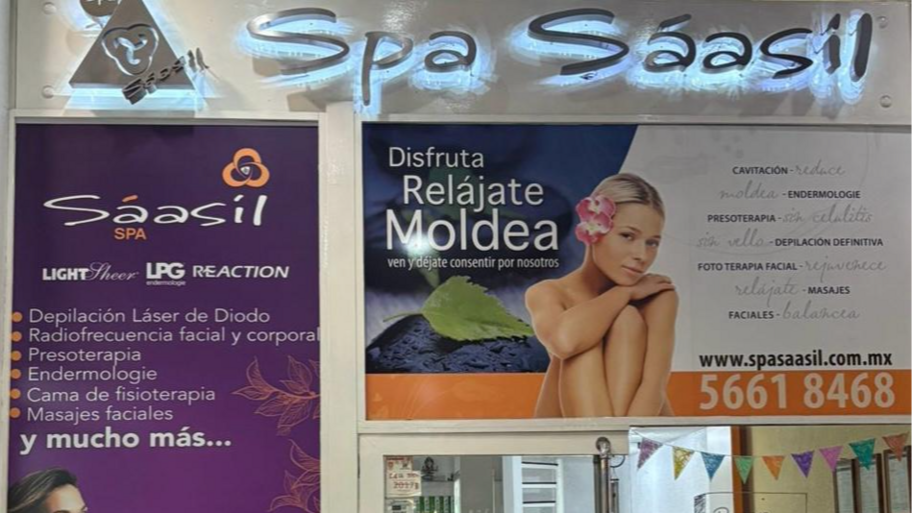 Spa Sáasil
Sáasil
Sáasil
SPA
LIGHTSheer LPG REACTION
endermologie
Depilación Láser de Diodo
Radiofrecuencia facial y corporal
Presoterapia
Endermologie
Cama de fisioterapia
Masajes faciales
y mucho más...
Disfruta
Relájate
Moldea
ven y déjate consentir por nosotros
CAVITACIÓN - reduce
moldea - ENDERMOLOGIE
PRESOTERAPIA - sin celulitis
sin vello - DEPILACIÓN DEFINITIVA
FOTO TERAPIA FACIAL - rejuvenece
relájate - MASAJES
FACIALES - balancea
www.spasaasil.com.mx
5661 8468